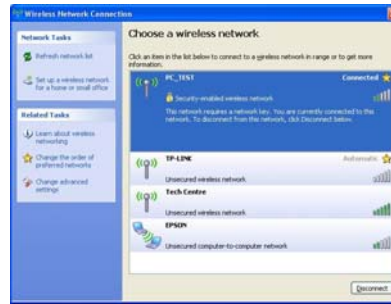 Wireless Network Connection
Network Tasks
Refresh network list
Set up a wireless network
for a home or small office
Related Tasks
Learn about wireless
networking
Change the order of
preferred networks
Change advanced
settings
Choose a wireless network
Click an item in the list below to connect to a wireless network in range or to get more
information.
PC_TEST
Connected
Security-enabled wireless network
This network requires a network key. You are currently connected to this
network. To disconnect from this network, click Disconnect below.
TP-LINK
Automatic
Unsecured wireless network
Tech Centre
Unsecured wireless network
EPSON
Unsecured computer-to-computer network
Disconnect